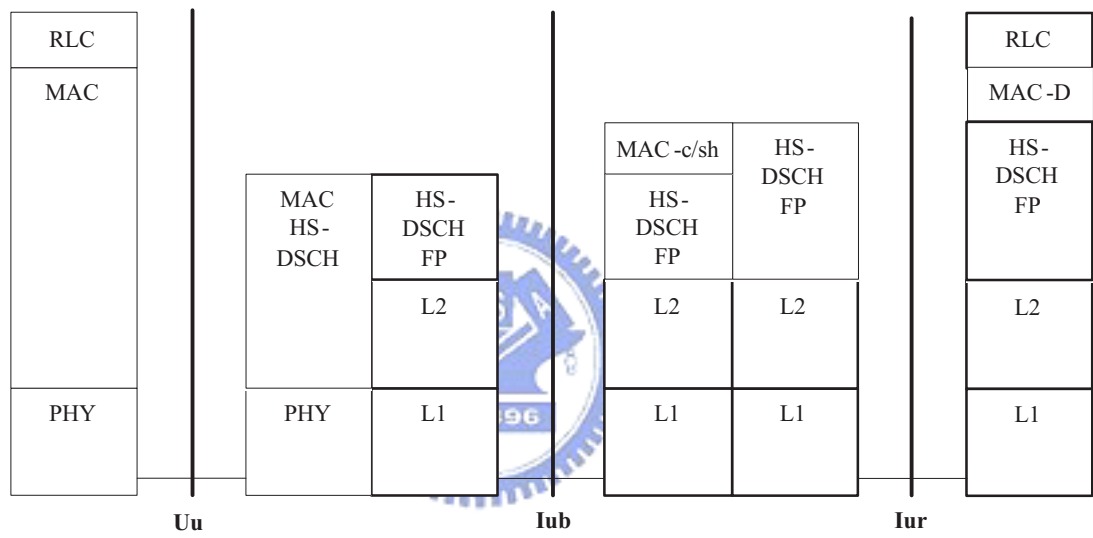 RLC
MAC
PHY
MAC
HS-
DSCH
PHY
HS-
DSCH
FP
L2
L1
MAC-c/sh
HS-
DSCH
FP
L2
L1
HS-
DSCH
FP
L2
L1
RLC
MAC-D
HS-
DSCH
FP
L2
L1
Uu
Iub
Iur